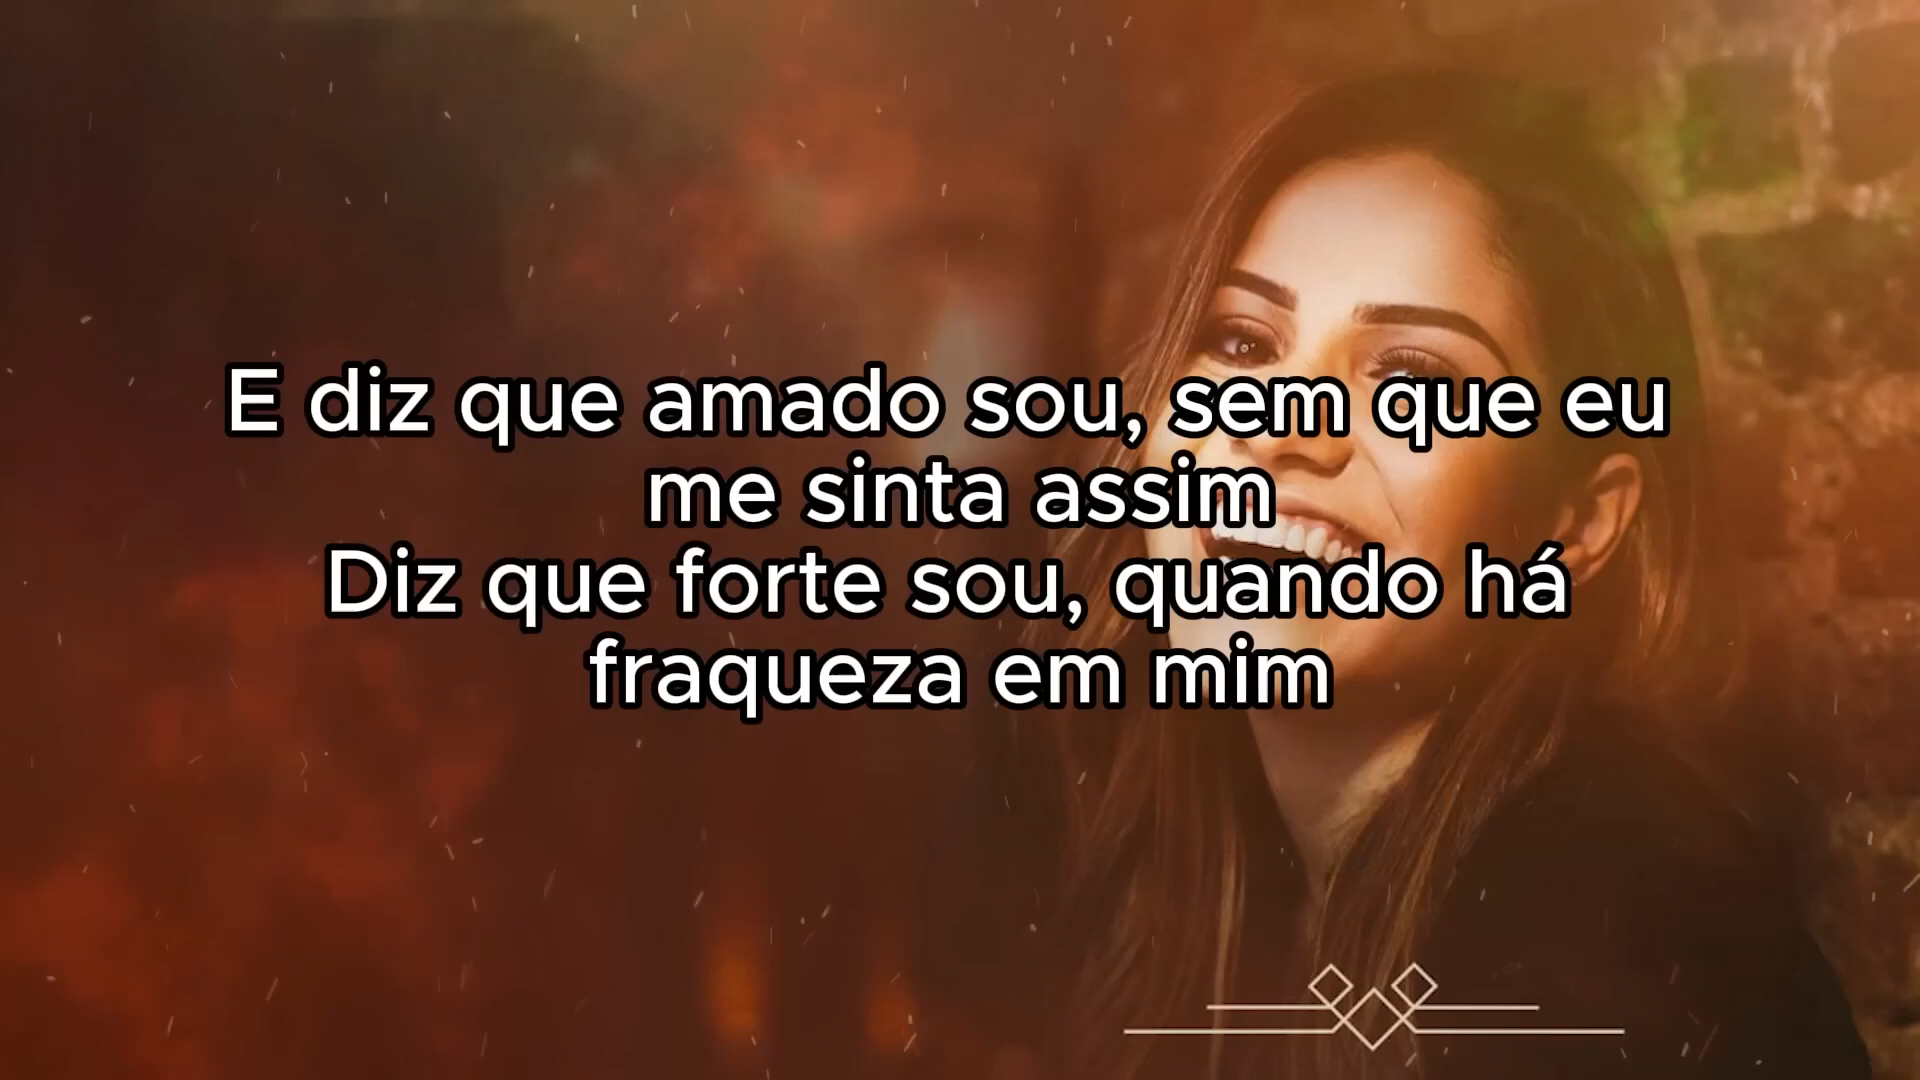 E diz que amado sou, sem que eu
me sinta assim
Diz que forte sou, quando há
fraqueza em mim